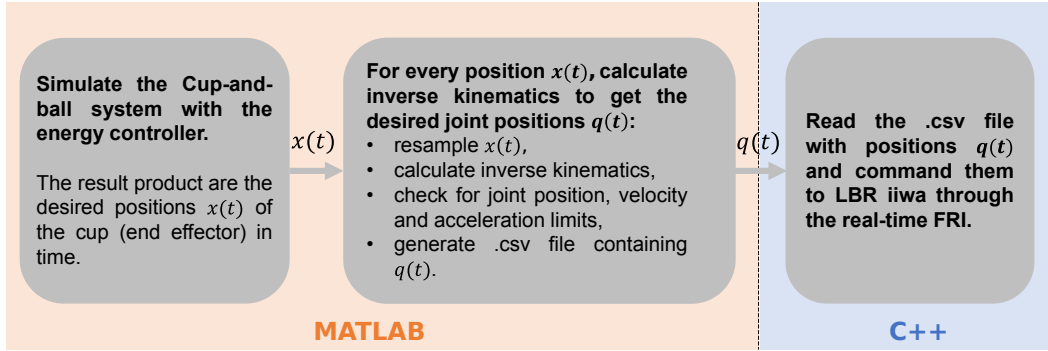 Simulate the Cup-and-
ball system with the
energy controller.
The result product are the
desired positions x(t) of
the cup (end effector) in
time.
x(t)
For every position x(t), calculate
inverse kinematics to get the
desired joint positions q(t):
• resample x(t),
• calculate inverse kinematics,
• check for joint position, velocity
and acceleration limits,
• generate .csv file containing
q(t).
q(t)
Read the .csv file
with positions q(t)
and command them
to LBR iiwa through
the real-time FRI.
MATLAB
C++